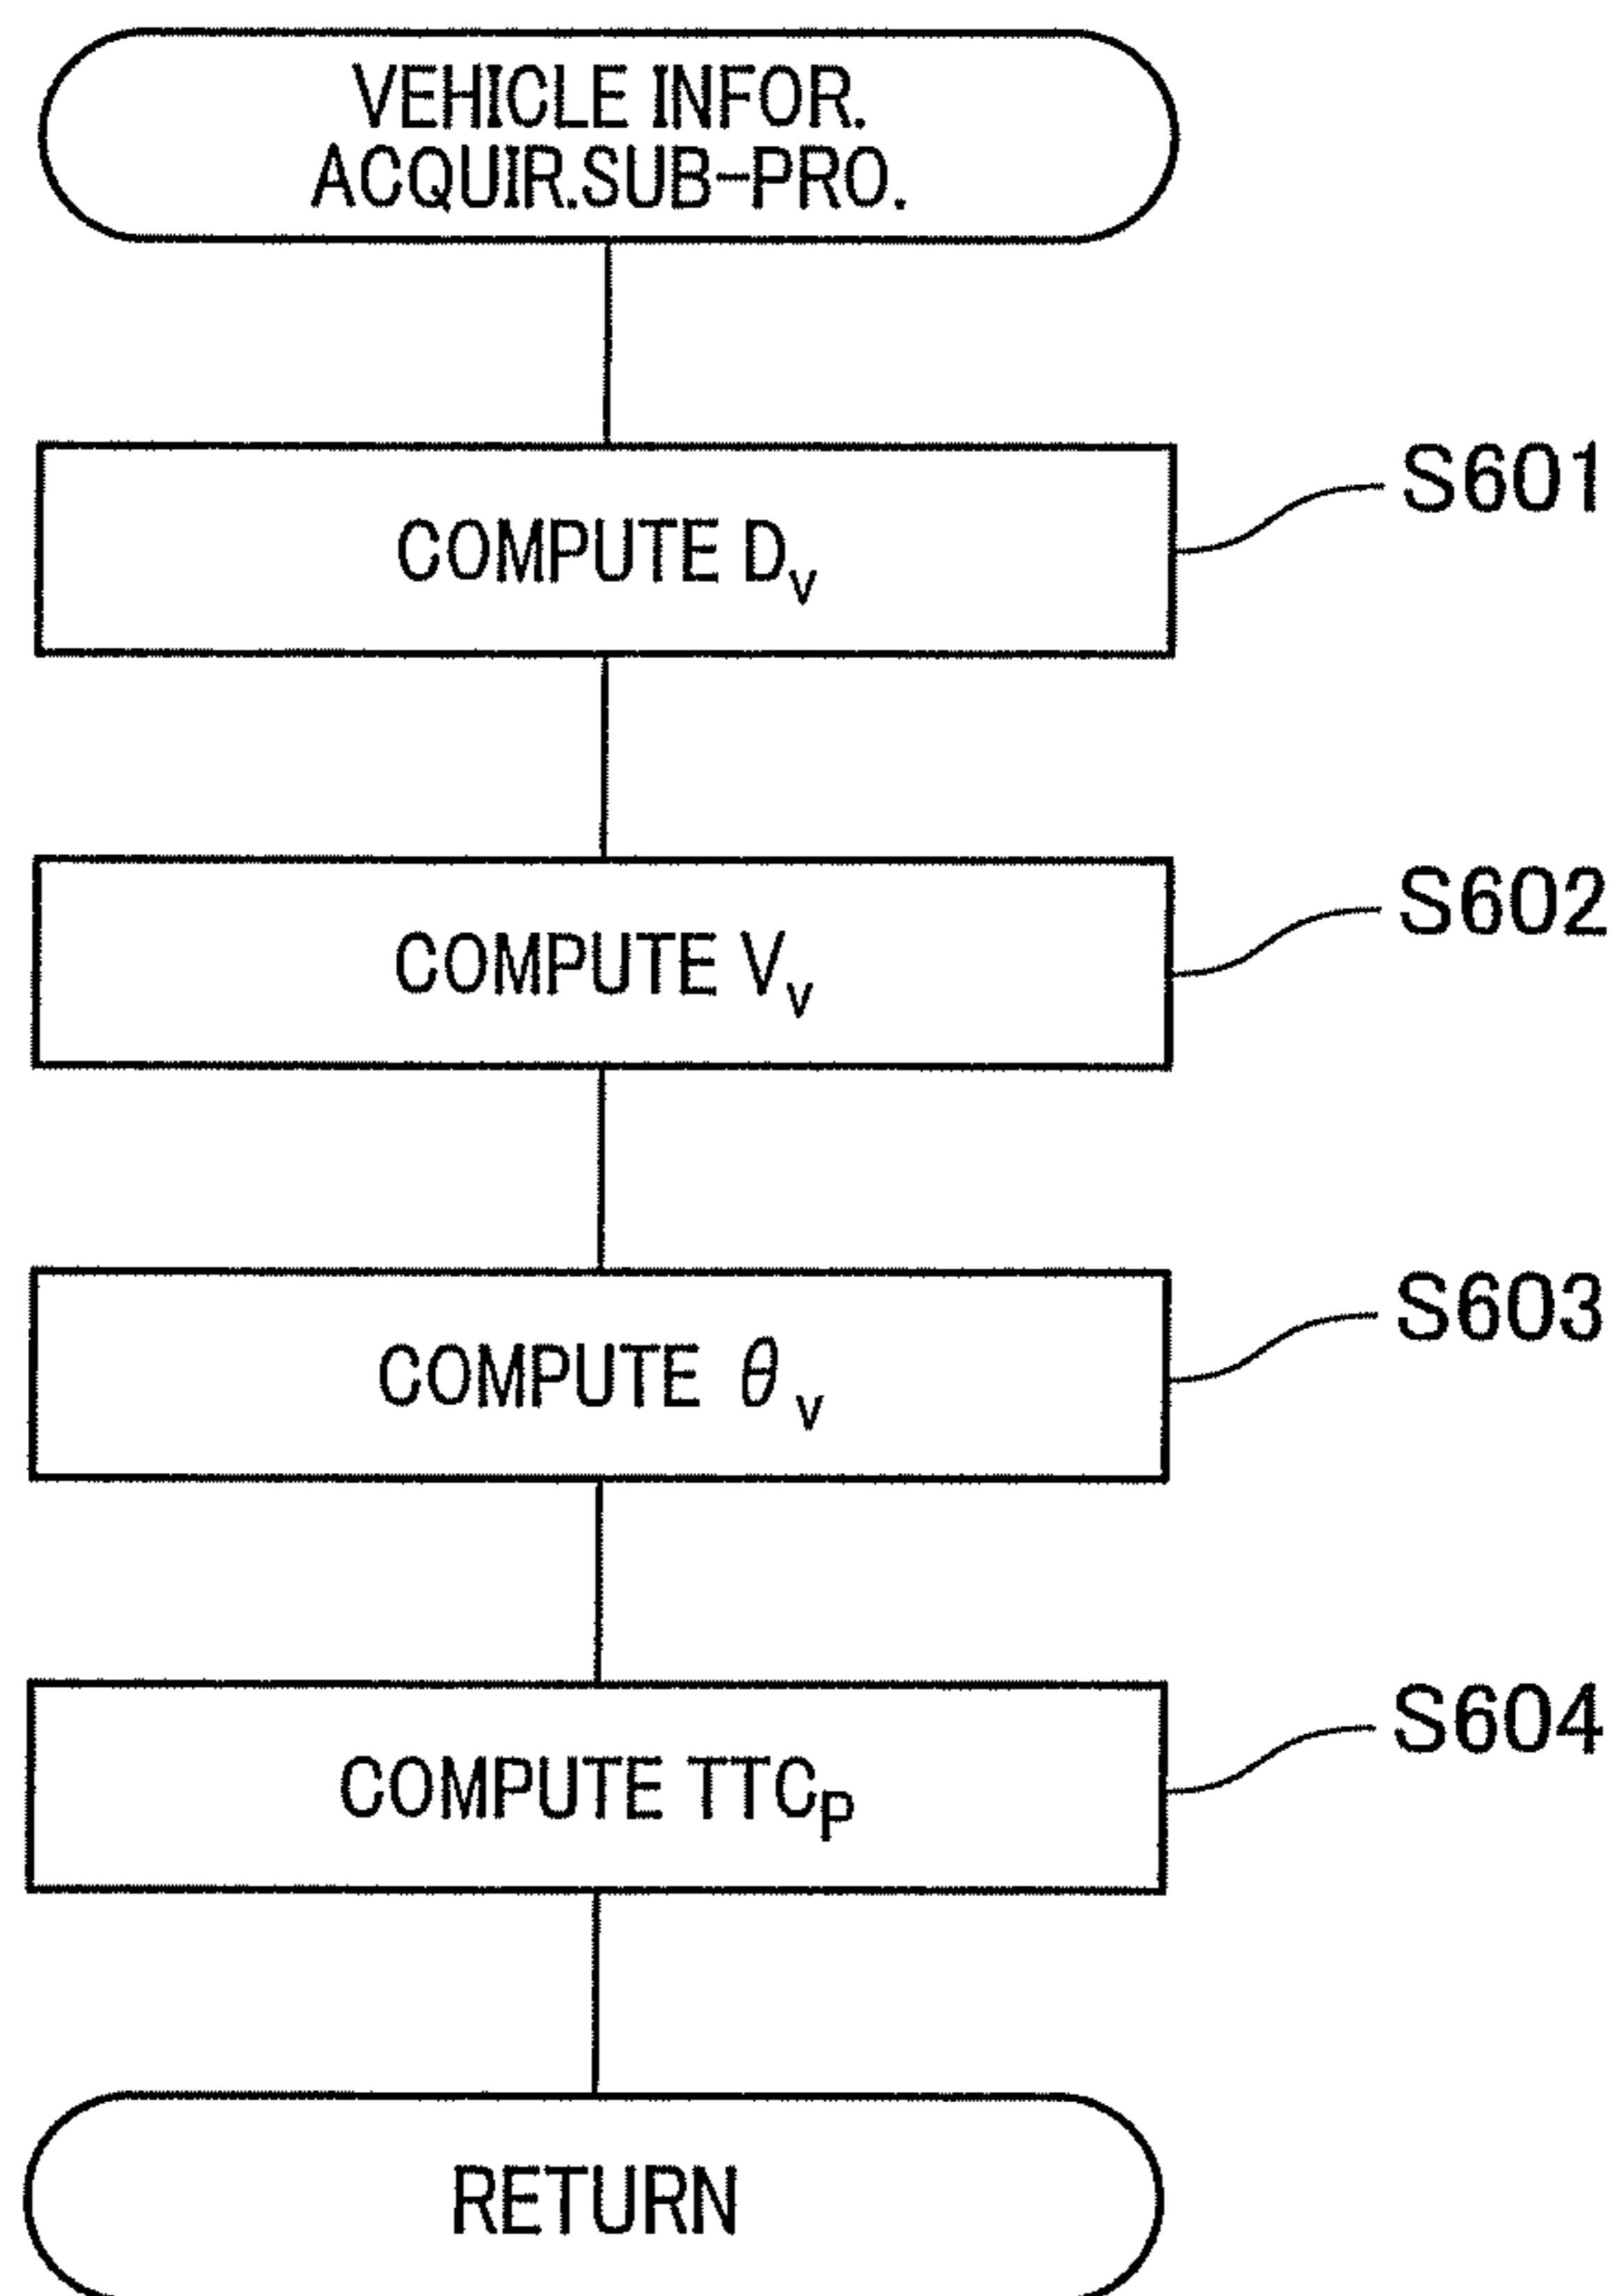 VEHICLE INFOR.
ACQUIR.SUB-PRO.
COMPUTE Dv
S601
COMPUTE Vv
S602
COMPUTE θv
S603
COMPUTE TTCP
S604
RETURN